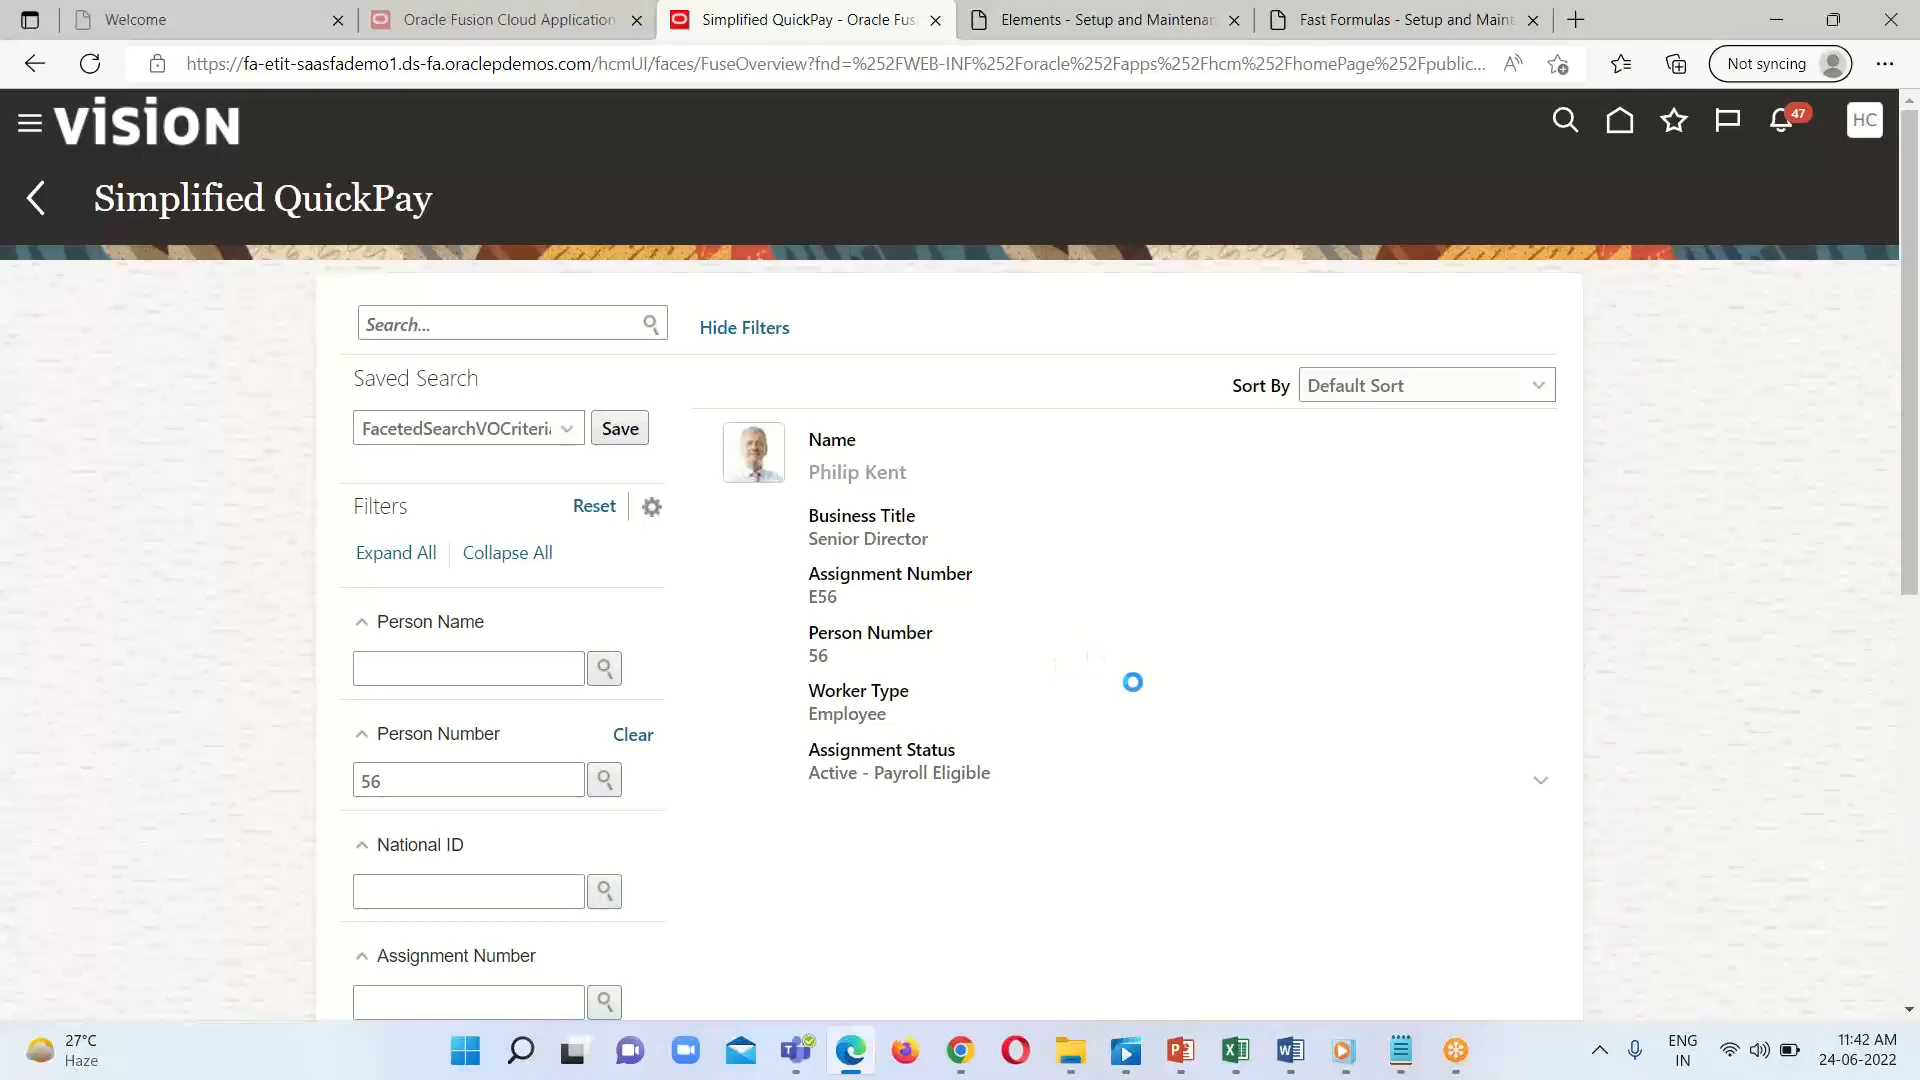 Welcome
Oracle Fusion Cloud Application
Simplified QuickPay - Oracle Fus
Elements - Setup and Maintenan
Fast Formulas - Setup and Maint
https://fa-etit-saasfademo1.ds-fa.oraclepdemos.com/hcmUI/faces/FuseOverview?fnd=%252FWEB-INF%252Foracle%252Fapps%252Fhcm%252FhomePage%252Fpublic...
Not syncing
vision
47
HC
Simplified QuickPay
Search...
Hide Filters
Saved Search
Sort By
Default Sort
FacetedSearchVOCriteria
Save
Name
Philip Kent
Filters
Reset
Business Title
Senior Director
Expand All
Collapse All
Assignment Number
E56
Person Name
Person Number
56
Worker Type
Employee
Person Number
Clear
56
Assignment Status
Active - Payroll Eligible
National ID
Assignment Number
27°C
Haze
ENG
IN
11:42 AM
24-06-2022